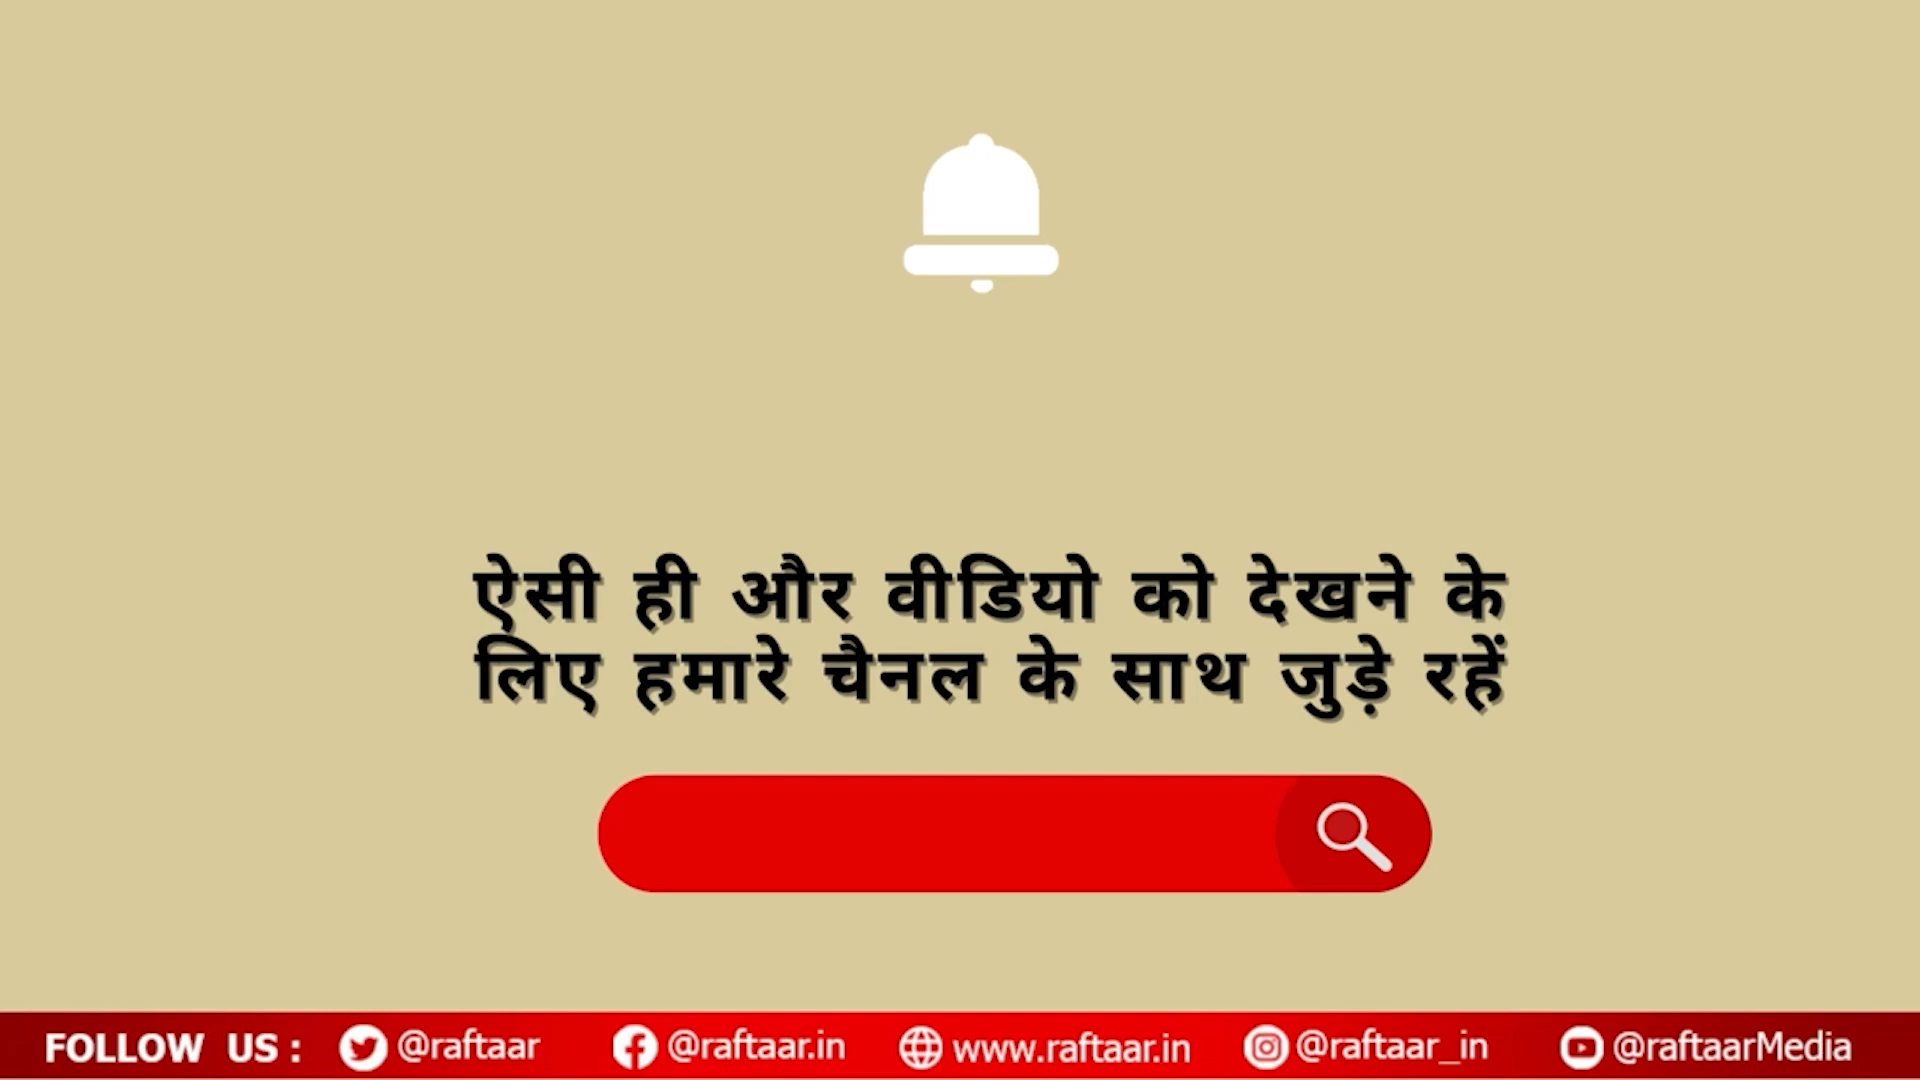 ऐसी ही और वीडियो को देखने के
लिए हमारे चैनल के साथ जुड़े रहें
FOLLOW US : @raftaar @raftaar.in www.raftaar.in @raftaar_in @raftaarMedia